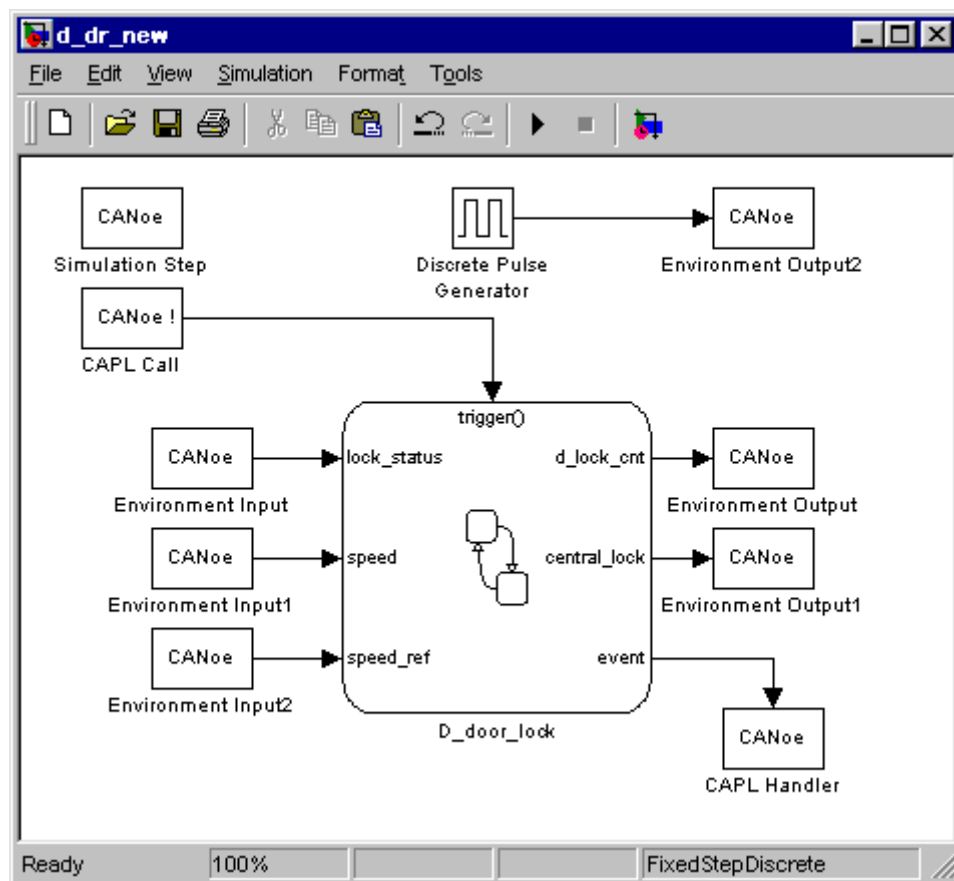 d_dr_new
File Edit View Simulation Format Tools
CANoe
Simulation Step
Discrete Pulse
Generator
CANoe
Environment Output2
CANoe !
CAPL Call
trigger()
CANoe
Environment Input
lock_status
d_lock_cnt
CANoe
Environment Output
CANoe
Environment Input1
speed
central_lock
CANoe
Environment Output1
CANoe
Environment Input2
speed_ref
event
D_door_lock
CANoe
CAPL Handler
Ready 100% FixedStepDiscrete